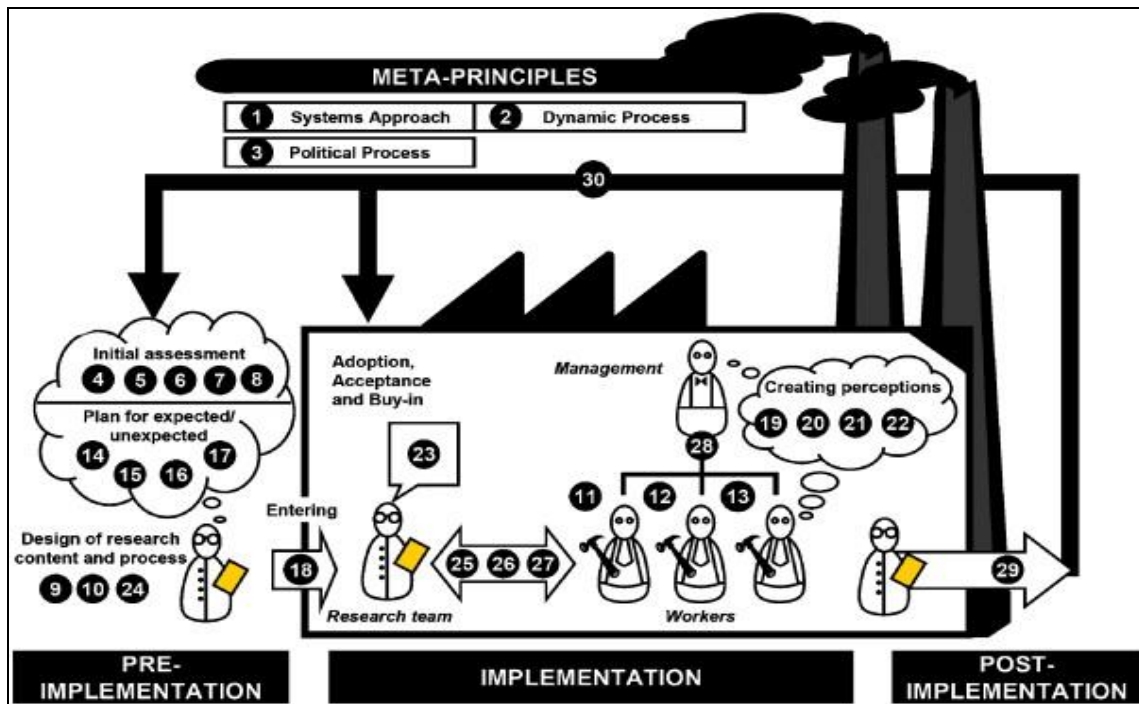 META-PRINCIPLES
1 Systems Approach 2 Dynamic Process
3 Political Process
30
Initial assessment
4 5 6 7 8
Plan for expected/
unexpected
14 15 16 17
Design of research
content and process
9 10 24
Entering
18
Adoption,
Acceptance
and Buy-in
23
Research team
25 26 27
Management
28
Creating perceptions
19 20 21 22
11 12 13
Workers
29
PRE-
IMPLEMENTATION
IMPLEMENTATION
POST-
IMPLEMENTATION